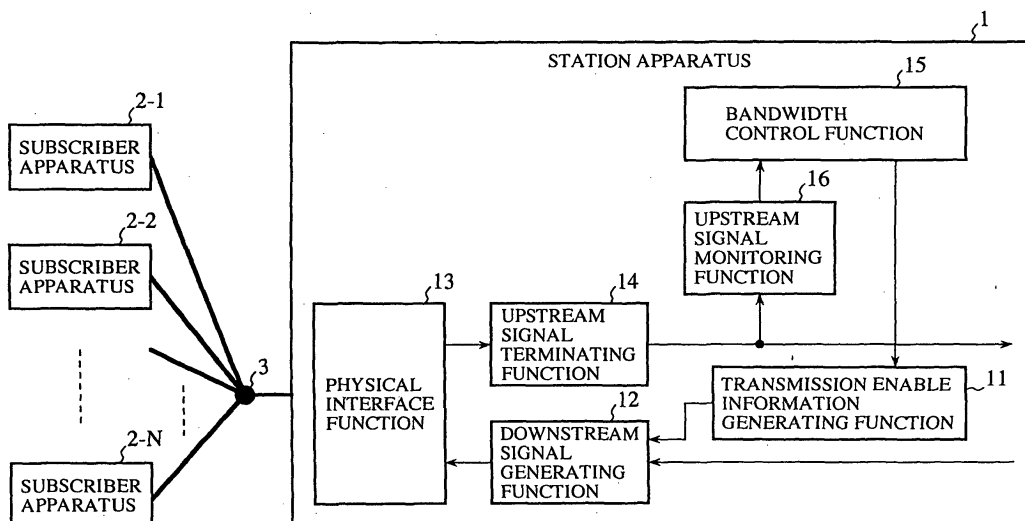 1
STATION APPARATUS
15
BANDWIDTH
CONTROL FUNCTION
2-1
SUBSCRIBER
APPARATUS
16
UPSTREAM
SIGNAL
MONITORING
FUNCTION
2-2
SUBSCRIBER
APPARATUS
13
PHYSICAL
INTERFACE
FUNCTION
14
UPSTREAM
SIGNAL
TERMINATING
FUNCTION
3
11
TRANSMISSION ENABLE
INFORMATION
GENERATING FUNCTION
12
DOWNSTREAM
SIGNAL
GENERATING
FUNCTION
2-N
SUBSCRIBER
APPARATUS